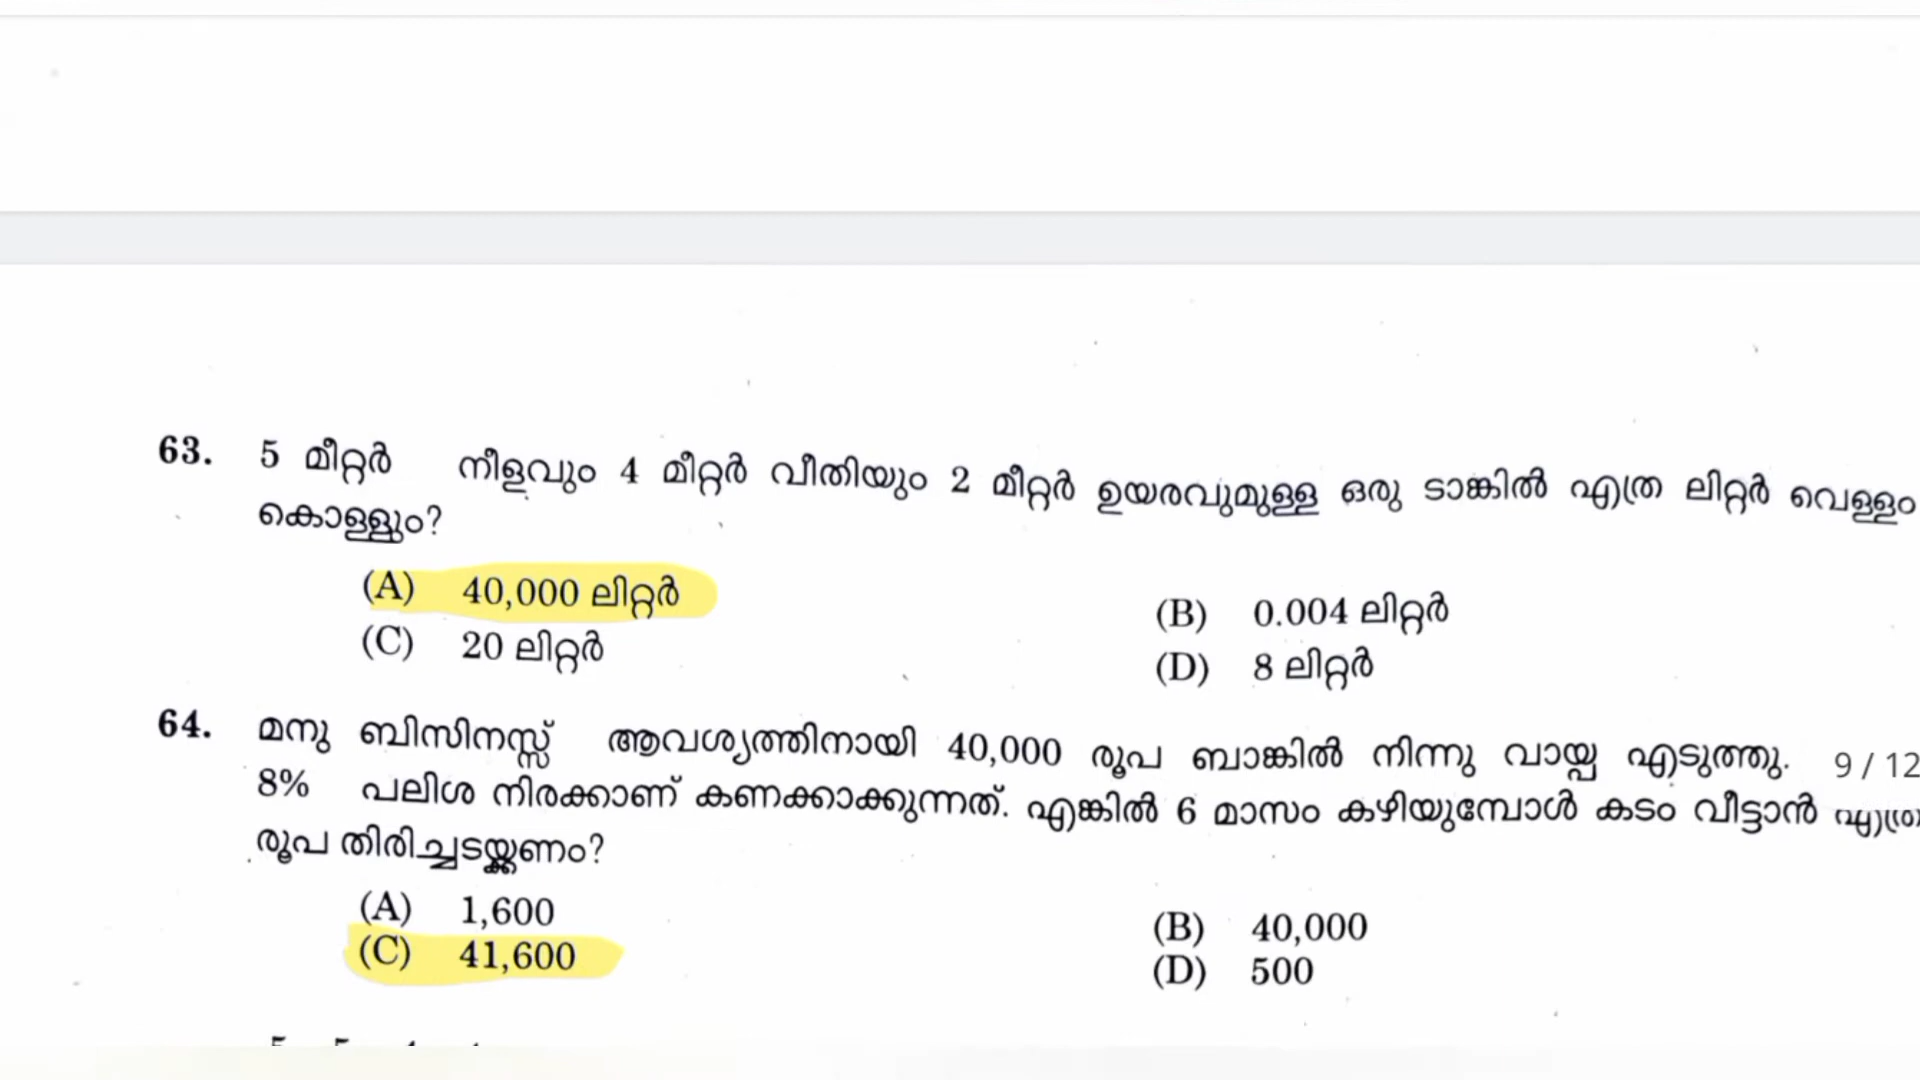 63. 5 മീറ്റർ നീളവും 4 മീറ്റർ വീതിയും 2 മീറ്റർ ഉയരവുമുള്ള ഒരു ടാങ്കിൽ എത്ര ലിറ്റർ വെള്ളം
കൊള്ളും?
(A) 40,000 ലിറ്റർ (B) 0.004 ലിറ്റർ
(C) 20 ലിറ്റർ (D) 8 ലിറ്റർ
64. മനു ബിസിനസ്സ് ആവശ്യത്തിനായി 40,000 രൂപ ബാങ്കിൽ നിന്നു വായ്പ എടുത്തു. 9 / 12
8% പലിശ നിരക്കാണ് കണക്കാക്കുന്നത്. എങ്കിൽ 6 മാസം കഴിയുമ്പോൾ കടം വീട്ടാൻ എത്ര
രൂപ തിരിച്ചടയ്ക്കണം?
(A) 1,600 (B) 40,000
(C) 41,600 (D) 500